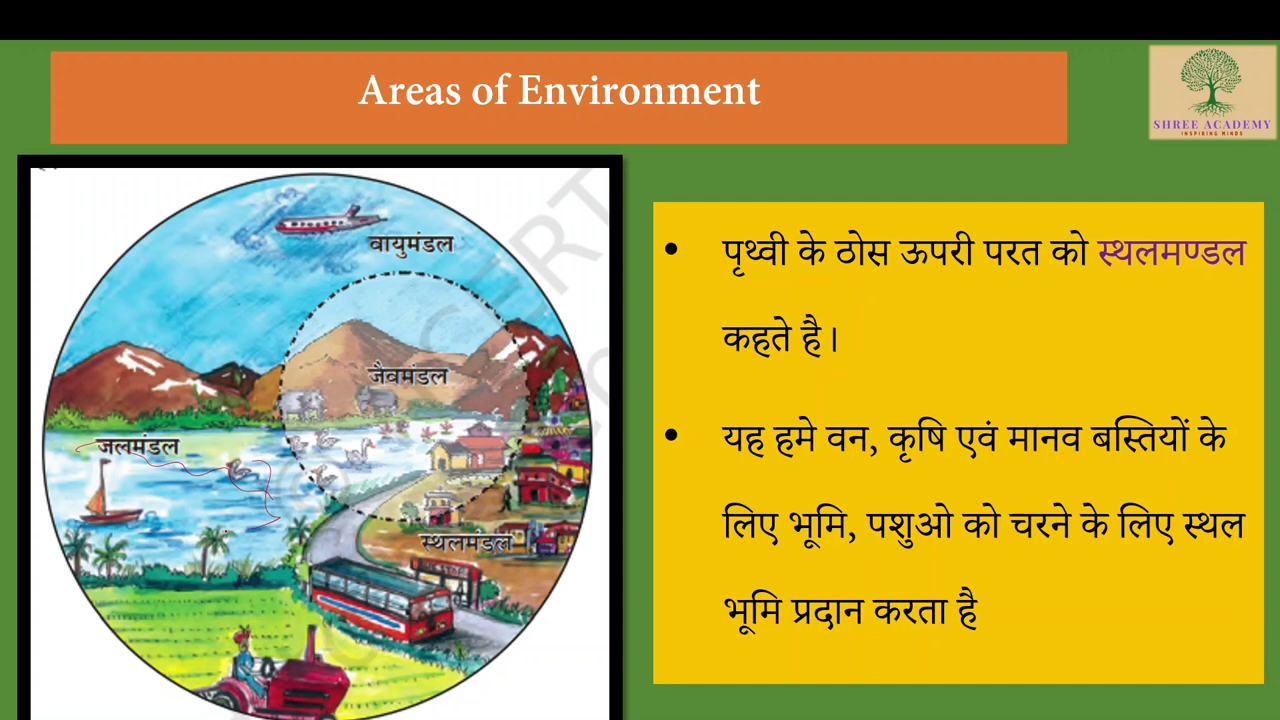 Areas of Environment
SHREE ACADEMY
INSPIRING MINDS
वायुमंडल
जैवमंडल
जलमंडल
स्थलमंडल
• पृथ्वी के ठोस ऊपरी परत को स्थलमण्डल
कहते है।
• यह हमे वन, कृषि एवं मानव बस्तियों के
लिए भूमि, पशुओ को चरने के लिए स्थल
भूमि प्रदान करता है